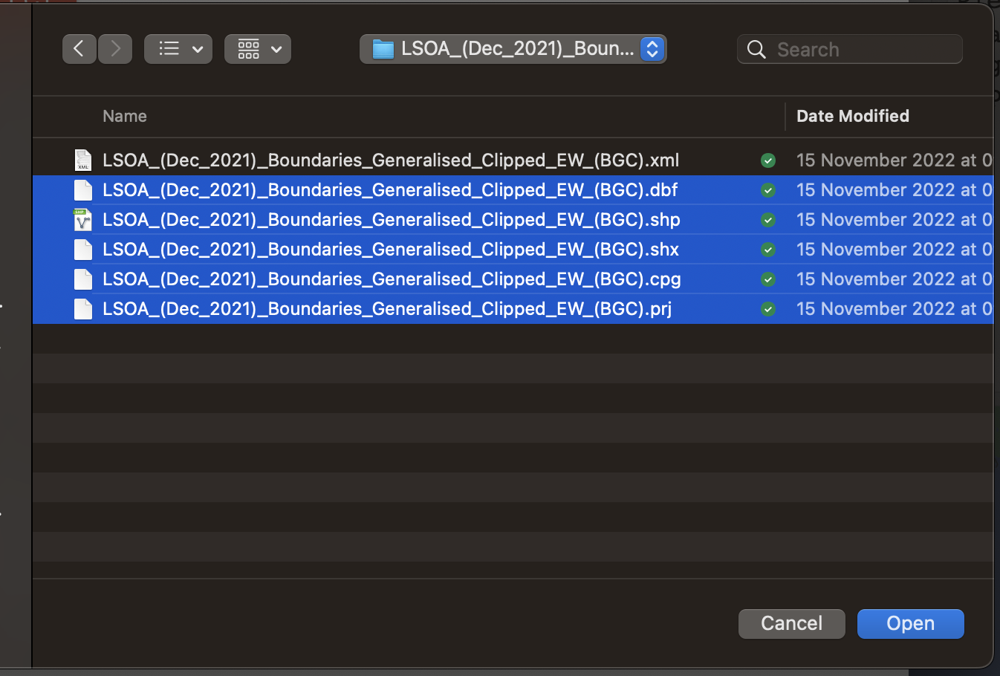 LSOA_(Dec_2021)_Boun...
Search
Name
Date Modified
LSOA_(Dec_2021)_Boundaries_Generalised_Clipped_EW_(BGC).xml
15 November 2022 at 0
LSOA_(Dec_2021)_Boundaries_Generalised_Clipped_EW_(BGC).dbf
15 November 2022 at 0
LSOA_(Dec_2021)_Boundaries_Generalised_Clipped_EW_(BGC).shp
15 November 2022 at 0
LSOA_(Dec_2021)_Boundaries_Generalised_Clipped_EW_(BGC).shx
15 November 2022 at 0
LSOA_(Dec_2021)_Boundaries_Generalised_Clipped_EW_(BGC).cpg
15 November 2022 at 0
LSOA_(Dec_2021)_Boundaries_Generalised_Clipped_EW_(BGC).prj
15 November 2022 at 0
Cancel
Open